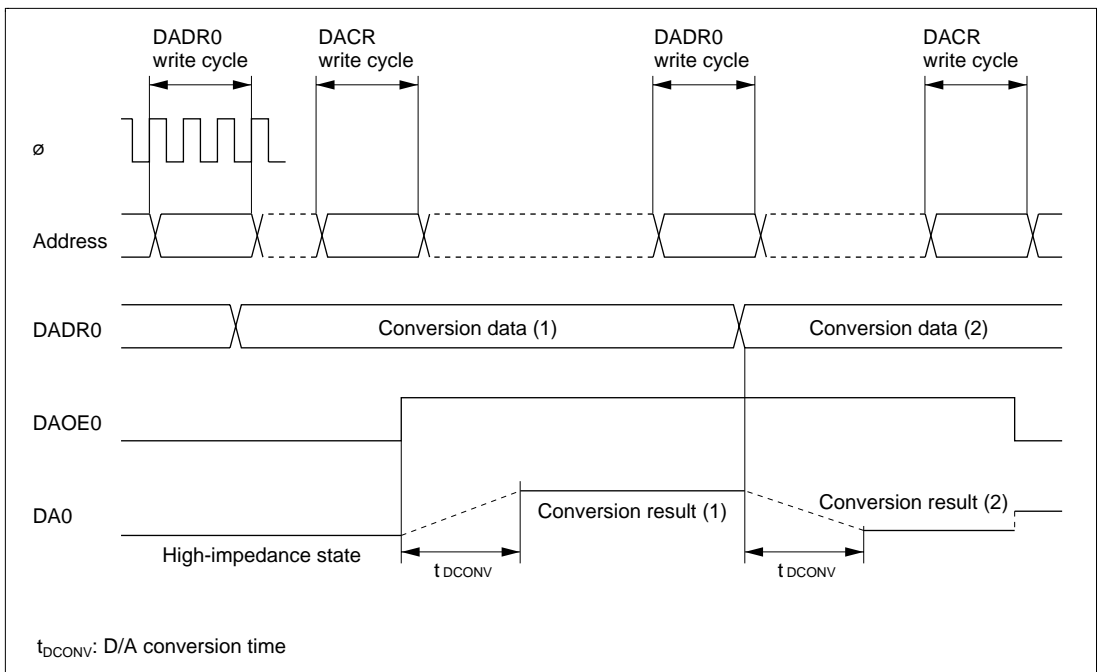 DADR0
write cycle
DACR
write cycle
DADR0
write cycle
DACR
write cycle
ø
Address
DADR0
Conversion data (1)
Conversion data (2)
DAOE0
DA0
Conversion result (1)
Conversion result (2)
High-impedance state
t DCONV
t DCONV
tDCONV: D/A conversion time